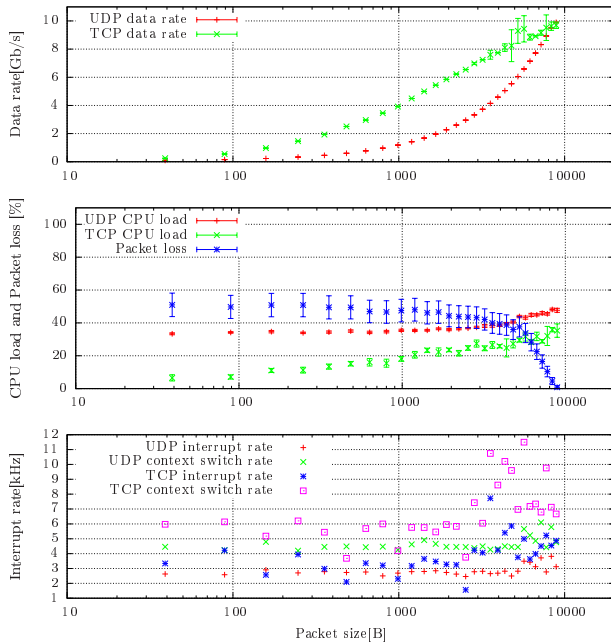 Data rate[Gb/s]
10
8
6
4
2
0
UDP data rate
TCP data rate
10
100
1000
10000
CPU load and Packet loss [%]
100
80
60
40
20
0
UDP CPU load
TCP CPU load
Packet loss
10
100
1000
10000
Interrupt rate[kHz]
12
11
10
9
8
7
6
5
4
3
2
1
UDP interrupt rate
UDP context switch rate
TCP interrupt rate
TCP context switch rate
10
100
1000
10000
Packet size[B]